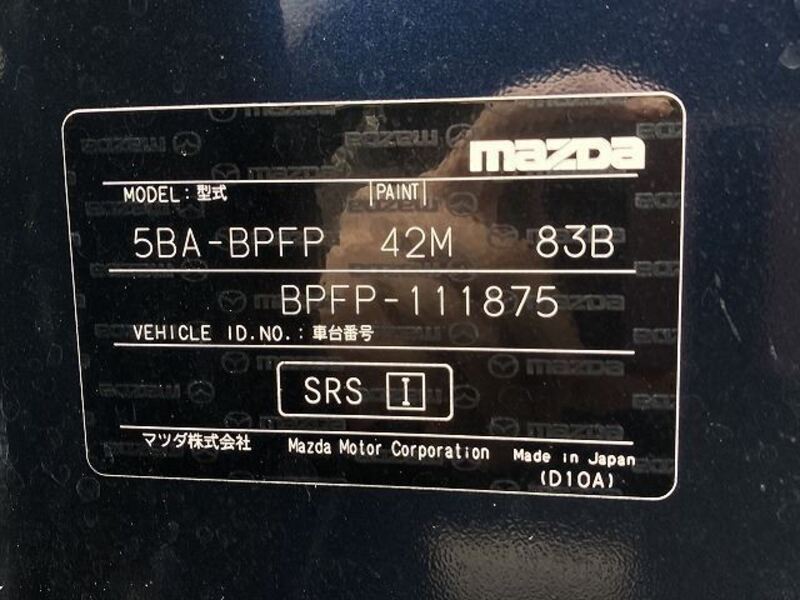 mazda
MODEL:型式 |PAINT|
5BA-BPFP 42M 83B
BPFP-111875
VEHICLE ID.NO.:車台番号
SRS I
マツダ株式会社 Mazda Motor Corporation Made in Japan
(D10A)